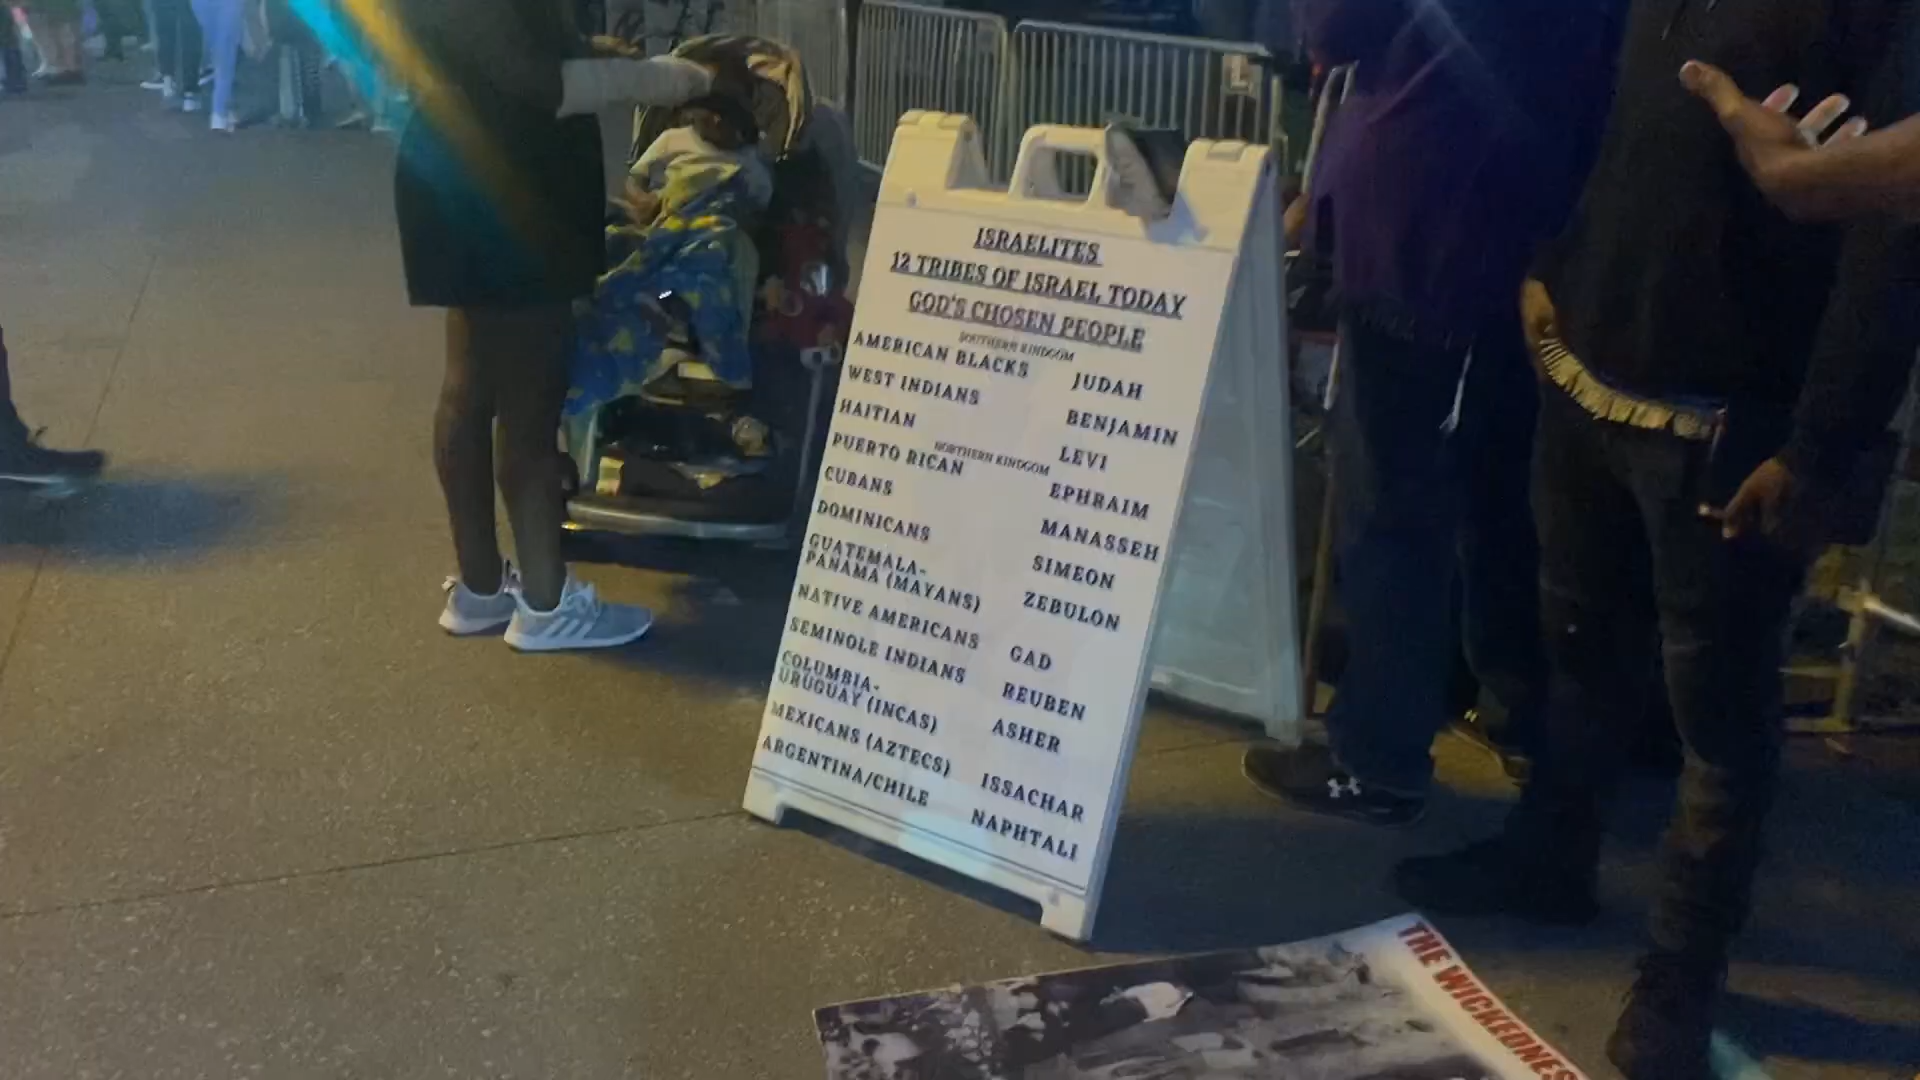 ISRAELITES
12 TRIBES OF ISRAEL TODAY
GOD'S CHOSEN PEOPLE
SOUTHERN KINDGOM
AMERICAN BLACKS JUDAH
WEST INDIANS BENJAMIN
HAITIAN LEVI
NORTHERN KINDGOM
PUERTO RICAN EPHRAIM
CUBANS MANASSEH
DOMINICANS SIMEON
GUATEMALA-
PANAMA (MAYANS) ZEBULON
NATIVE AMERICANS GAD
SEMINOLE INDIANS REUBEN
COLUMBIA-
URUGUAY (INCAS) ASHER
MEXICANS (AZTECS) ISSACHAR
ARGENTINA/CHILE NAPHTALI
THE WICKEDNES